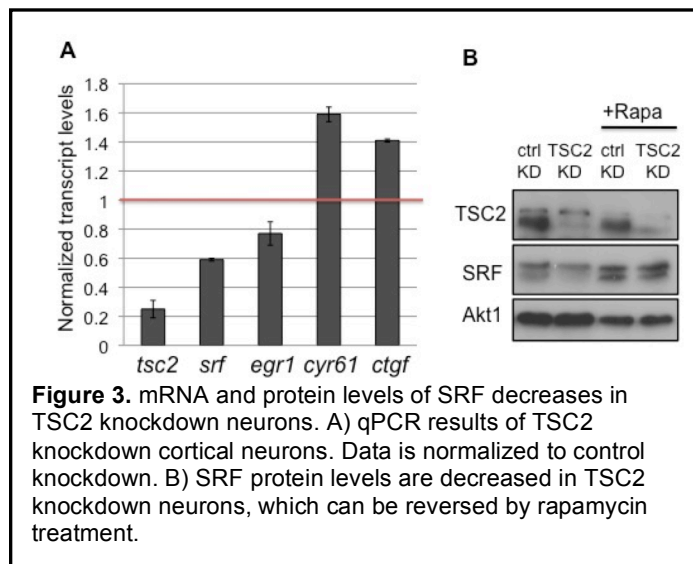 A
Normalized transcript levels
1.8
1.6
1.4
1.2
1
0.8
0.6
0.4
0.2
0
tsc2 srf egr1 cyr61 ctgf
B
+Rapa
ctrl TSC2 ctrl TSC2
KD KD KD KD
TSC2
SRF
Akt1
Figure 3. mRNA and protein levels of SRF decreases in
TSC2 knockdown neurons. A) qPCR results of TSC2
knockdown cortical neurons. Data is normalized to control
knockdown. B) SRF protein levels are decreased in TSC2
knockdown neurons, which can be reversed by rapamycin
treatment.